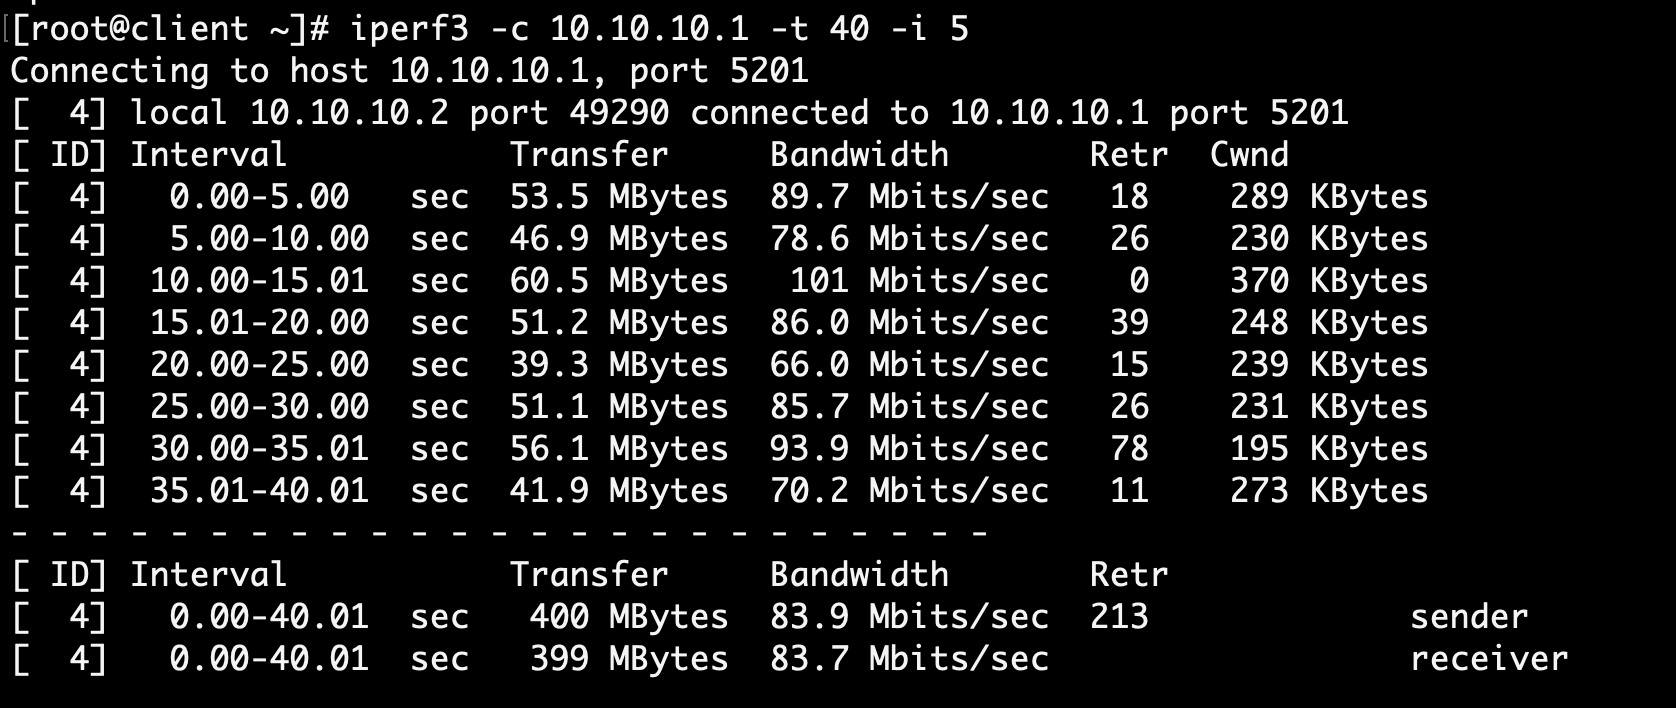 [root@client ~]# iperf3 -c 10.10.10.1 -t 40 -i 5
Connecting to host 10.10.10.1, port 5201
[  4] local 10.10.10.2 port 49290 connected to 10.10.10.1 port 5201
[ ID] Interval           Transfer     Bandwidth       Retr  Cwnd
[  4]   0.00-5.00   sec  53.5 MBytes  89.7 Mbits/sec   18    289 KBytes
[  4]   5.00-10.00  sec  46.9 MBytes  78.6 Mbits/sec   26    230 KBytes
[  4]  10.00-15.01  sec  60.5 MBytes   101 Mbits/sec    0    370 KBytes
[  4]  15.01-20.00  sec  51.2 MBytes  86.0 Mbits/sec   39    248 KBytes
[  4]  20.00-25.00  sec  39.3 MBytes  66.0 Mbits/sec   15    239 KBytes
[  4]  25.00-30.00  sec  51.1 MBytes  85.7 Mbits/sec   26    231 KBytes
[  4]  30.00-35.01  sec  56.1 MBytes  93.9 Mbits/sec   78    195 KBytes
[  4]  35.01-40.01  sec  41.9 MBytes  70.2 Mbits/sec   11    273 KBytes
- - - - - - - - - - - - - - - - - - - - - - - - -
[ ID] Interval           Transfer     Bandwidth       Retr
[  4]   0.00-40.01  sec   400 MBytes  83.9 Mbits/sec  213             sender
[  4]   0.00-40.01  sec   399 MBytes  83.7 Mbits/sec                  receiver